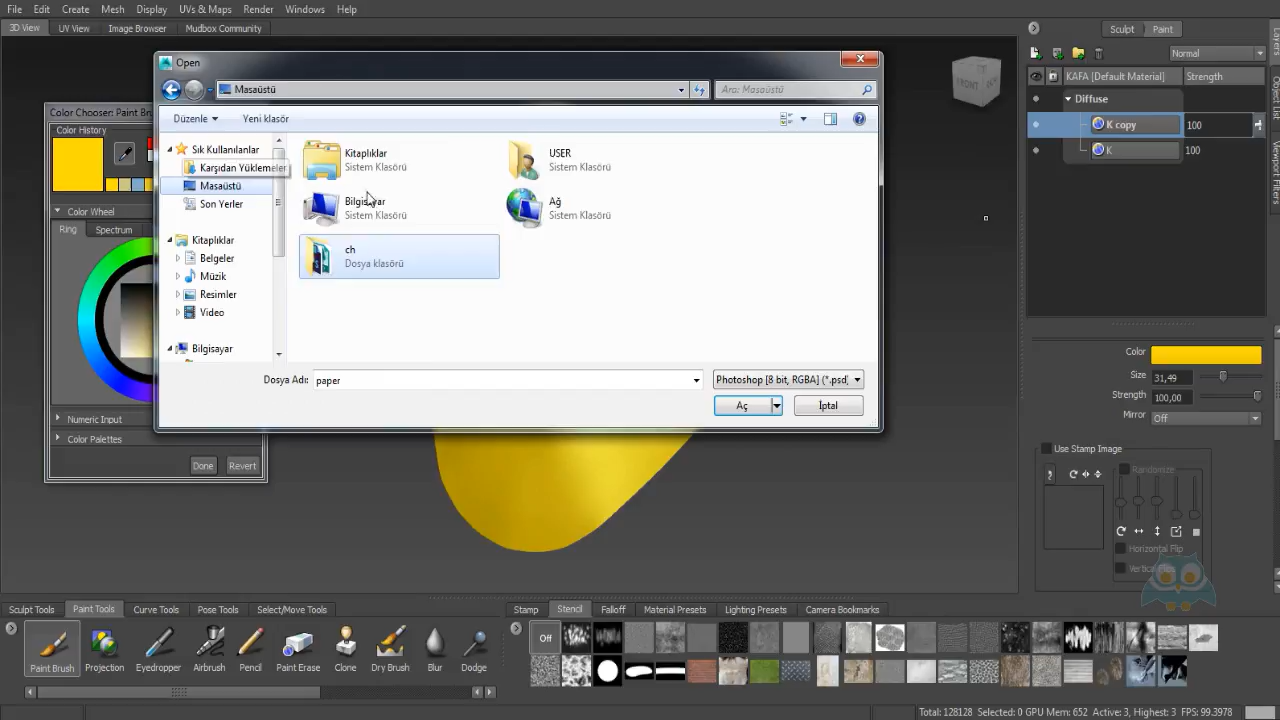 File Edit Create Mesh Display UVs & Maps Render Windows Help
3D View UV View Image Browser Mudbox Community
Sculpt Paint
Normal
KAFA [Default Material] Strength
Diffuse
K copy 100
K 100
Layers
Object List
FRONT
Open
Masaüstü
Ara: Masaüstü
Düzenle Yeni klasör
Sık Kullanılanlar
Karşıdan Yüklemeler
Masaüstü
Son Yerler
Kitaplıklar
Belgeler
Müzik
Resimler
Video
Bilgisayar
Kitaplıklar
Sistem Klasörü
USER
Sistem Klasörü
Bilgisayar
Sistem Klasörü
Ağ
Sistem Klasörü
ch
Dosya klasörü
Dosya Adı: paper
Photoshop [8 bit, RGBA] (*.psd)
Aç İptal
Color Chooser: Paint Br
Color History
Color Wheel
Ring Spectrum
Numeric Input
Color Palettes
Done Revert
Color
Size 31,49
Strength 100,00
Mirror Off
Use Stamp Image
Randomize
Horizontal Flip
Sculpt Tools Paint Tools Curve Tools Pose Tools Select/Move Tools
Stamp Stencil Falloff Material Presets Lighting Presets Camera Bookmarks
Off
Paint Brush Projection Eyedropper Airbrush Pencil Paint Erase Clone Dry Brush Blur Dodge
Total: 128128 Selected: 0 GPU Mem: 652 Active: 3, Highest: 3 FPS: 99.3978